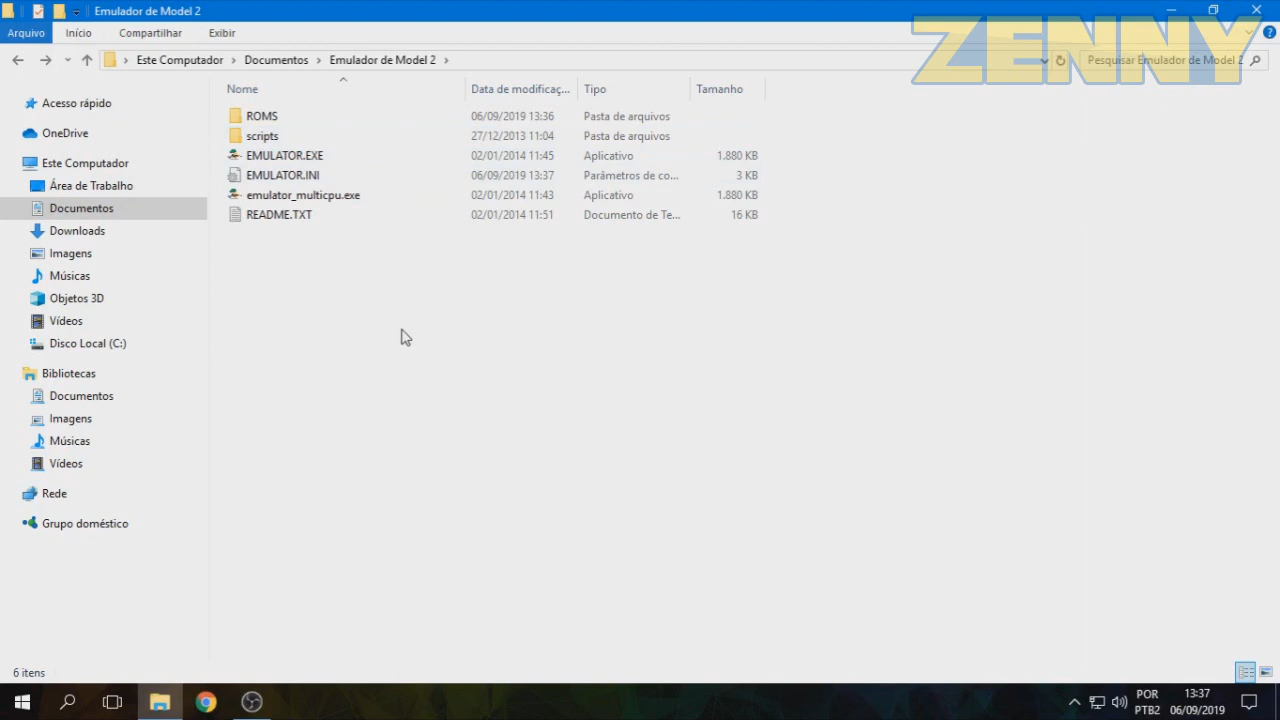 Emulador de Model 2
Arquivo Início Compartilhar Exibir
ZENNY
Este Computador Documentos Emulador de Model 2
Pesquisar Emulador de Model 2
Nome Data de modificaç... Tipo Tamanho
ROMS 06/09/2019 13:36 Pasta de arquivos
scripts 27/12/2013 11:04 Pasta de arquivos
EMULATOR.EXE 02/01/2014 11:45 Aplicativo 1.880 KB
EMULATOR.INI 06/09/2019 13:37 Parâmetros de co... 3 KB
emulator_multicpu.exe 02/01/2014 11:43 Aplicativo 1.880 KB
README.TXT 02/01/2014 11:51 Documento de Te... 16 KB
Acesso rápido
OneDrive
Este Computador
Área de Trabalho
Documentos
Downloads
Imagens
Músicas
Objetos 3D
Vídeos
Disco Local (C:)
Bibliotecas
Documentos
Imagens
Músicas
Vídeos
Rede
Grupo doméstico
6 itens
POR 13:37
PTB2 06/09/2019